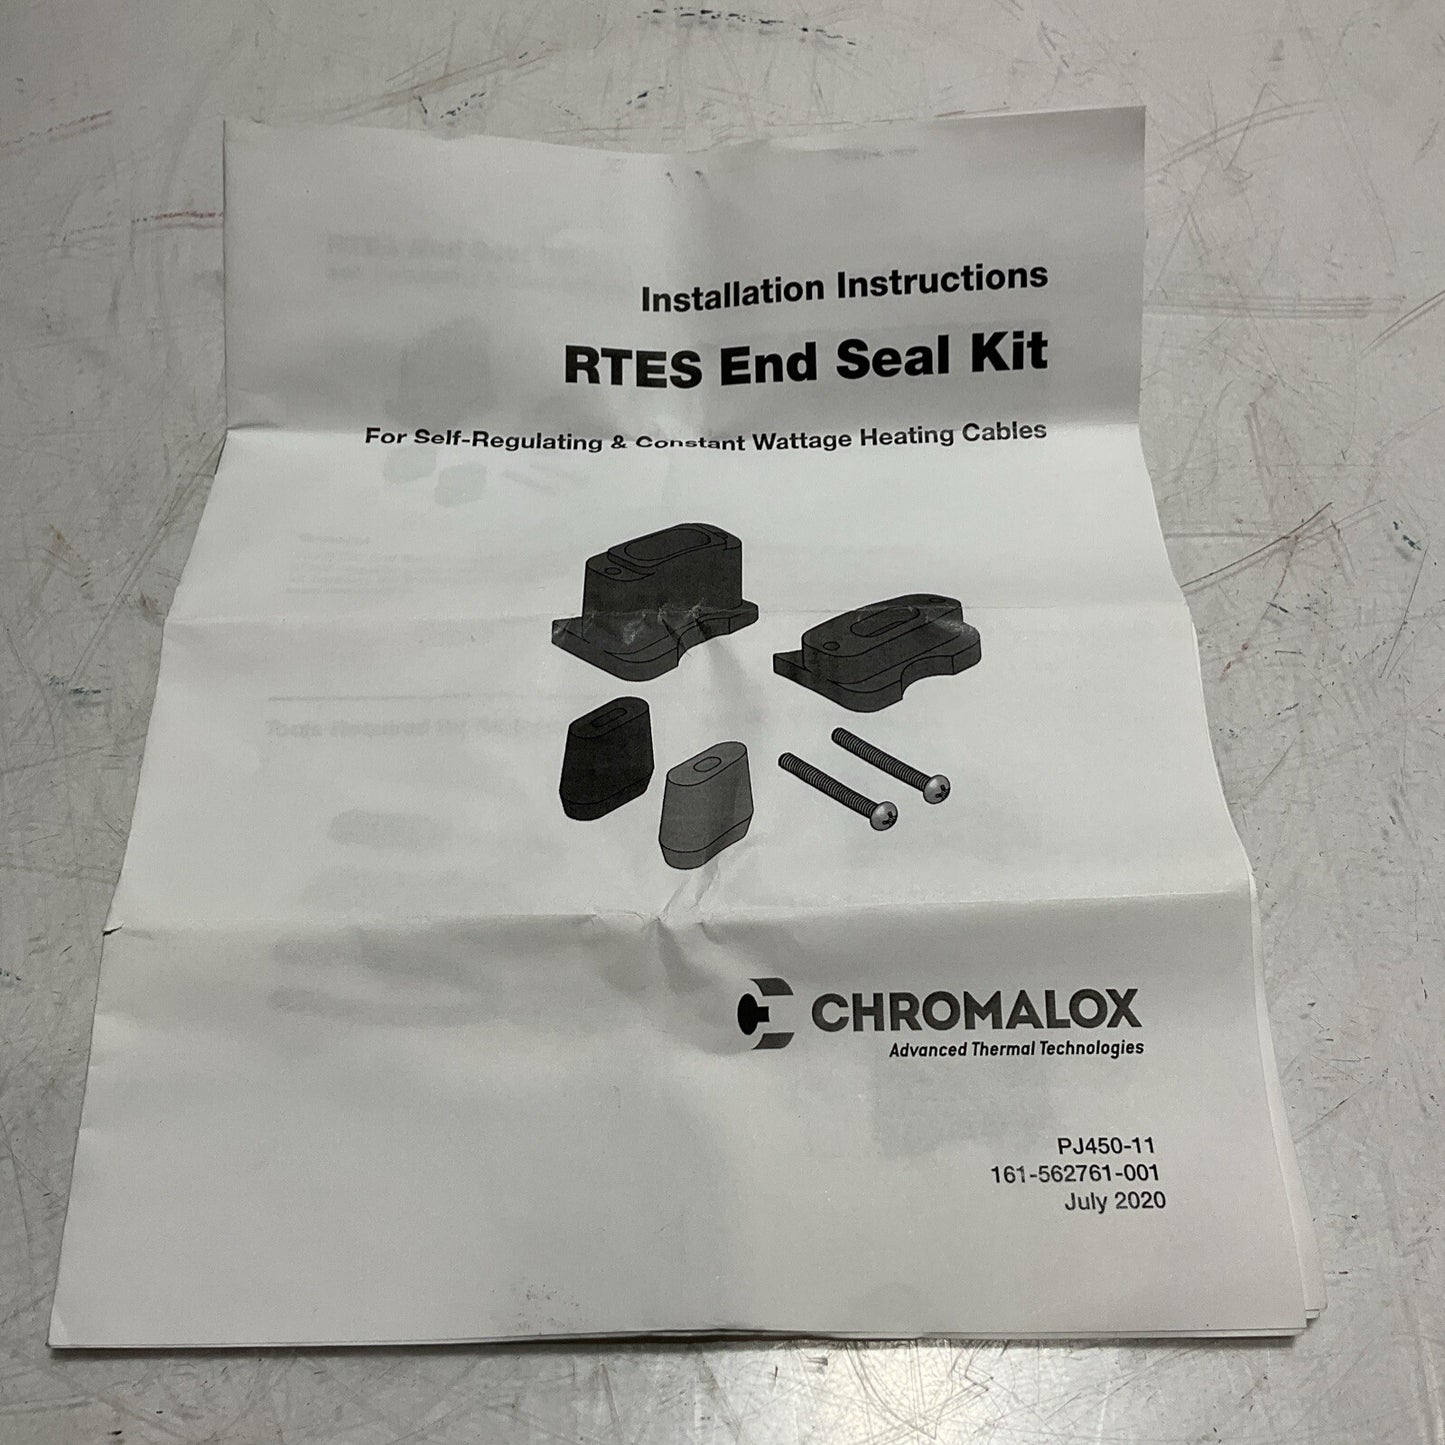 Installation Instructions
RTES End Seal Kit
For Self-Regulating & Constant Wattage Heating Cables
CHROMALOX
Advanced Thermal Technologies
PJ450-11
161-562761-001
July 2020